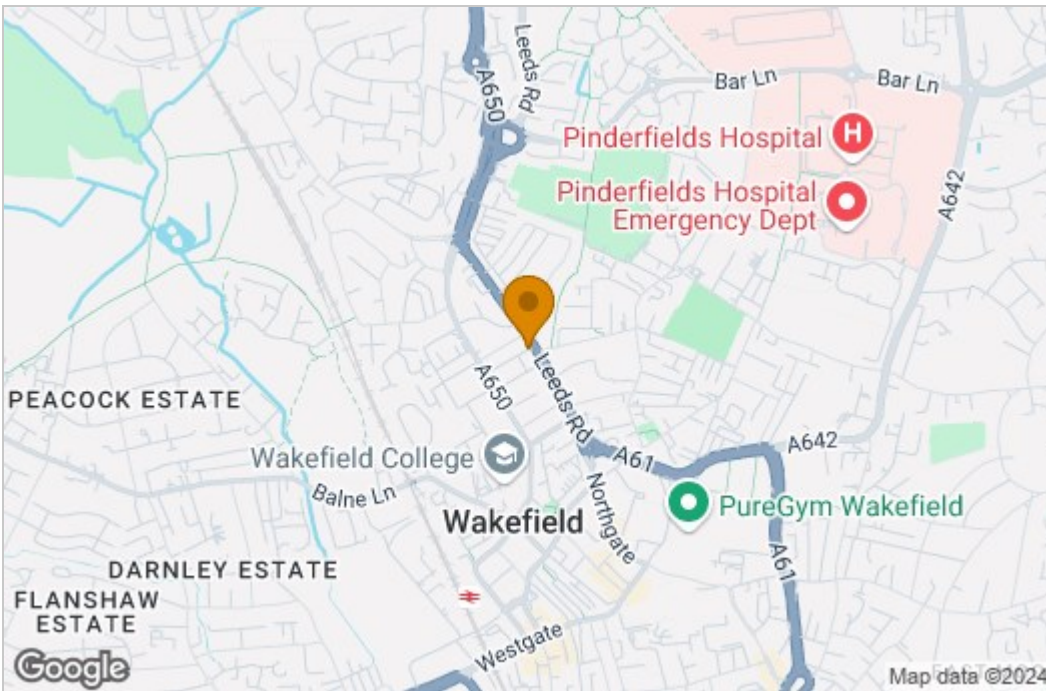 Leeds Rd
A650
Bar Ln
Bar Ln
Pinderfields Hospital
H
Pinderfields Hospital
Emergency Dept
A642
Leeds Rd
A650
PEACOCK ESTATE
Wakefield College
A61
A642
Balne Ln
Northgate
PureGym Wakefield
Wakefield
A61
DARNLEY ESTATE
FLANSHAW
ESTATE
Westgate
Google
Map data ©2024